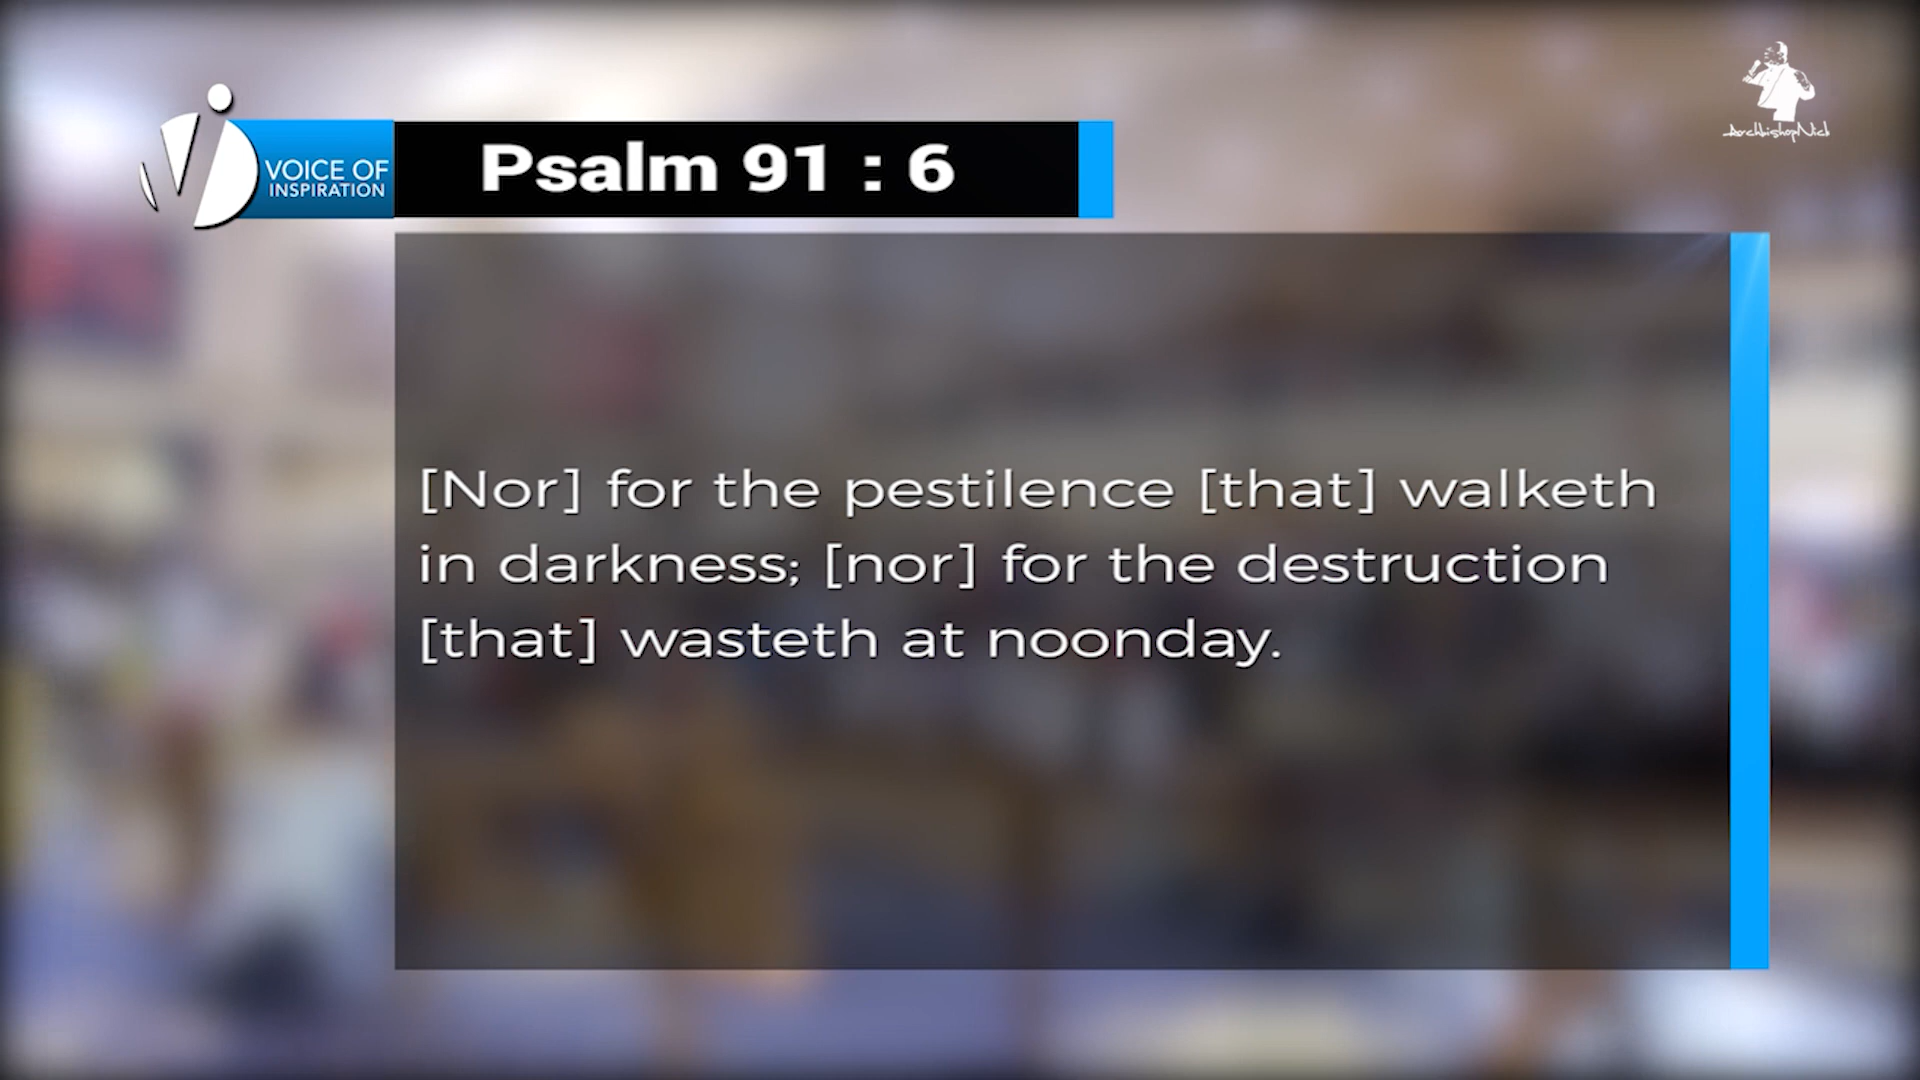 VOICE OF
INSPIRATION
Psalm 91 : 6
ArchbishopNick
[Nor] for the pestilence [that] walketh
in darkness; [nor] for the destruction
[that] wasteth at noonday.